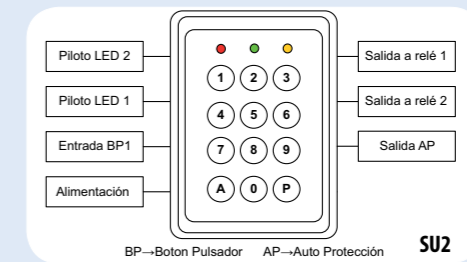 Piloto LED 2
Piloto LED 1
Entrada BP1
Alimentación
1 2 3
4 5 6
7 8 9
A 0 P
Salida a relé 1
Salida a relé 2
Salida AP
BP→Boton Pulsador AP→Auto Protección
SU2